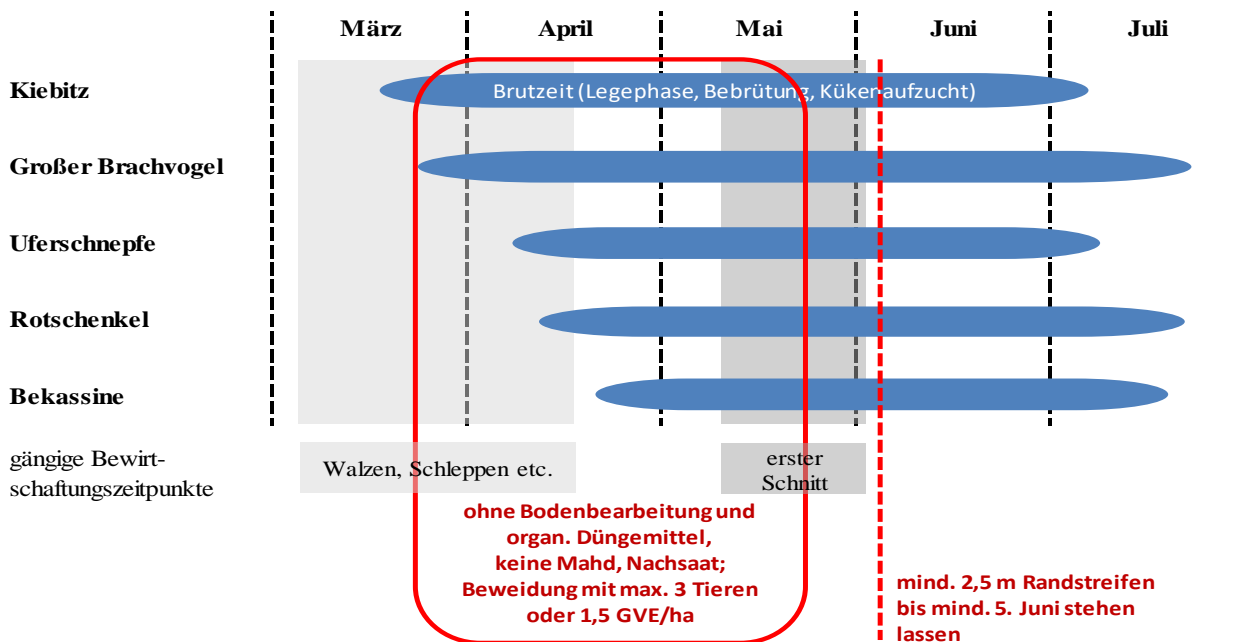 März April Mai Juni Juli
Kiebitz
Brutzeit (Legephase, Bebrütung, Kükenaufzucht)
Großer Brachvogel
Uferschnepfe
Rotschenkel
Bekassine
gängige Bewirt-
schaftungszeitpunkte
Walzen, Schleppen etc.
erster
Schnitt
ohne Bodenbearbeitung und
organ. Düngemittel,
keine Mahd, Nachsaat;
Beweidung mit max. 3 Tieren
oder 1,5 GVE/ha
mind. 2,5 m Randstreifen
bis mind. 5. Juni stehen
lassen